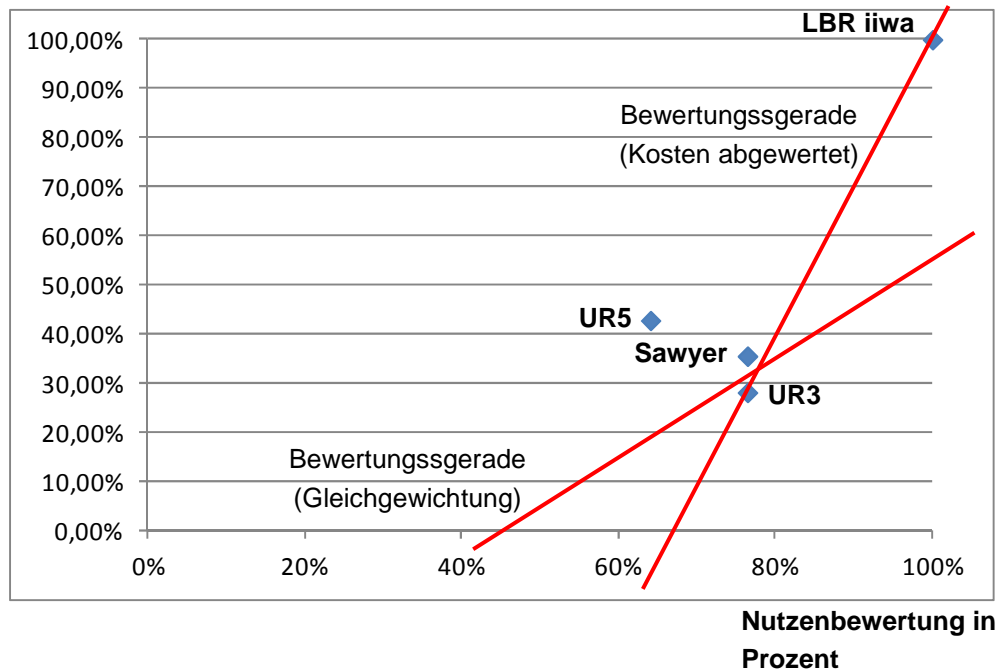 LBR iiwa
100,00%
90,00%
Bewertungssgerade
(Kosten abgewertet)
80,00%
70,00%
60,00%
50,00%
UR5
40,00%
Sawyer
30,00%
UR3
20,00%
Bewertungssgerade
(Gleichgewichtung)
10,00%
0,00%
0% 20% 40% 60% 80% 100%
Nutzenbewertung in
Prozent